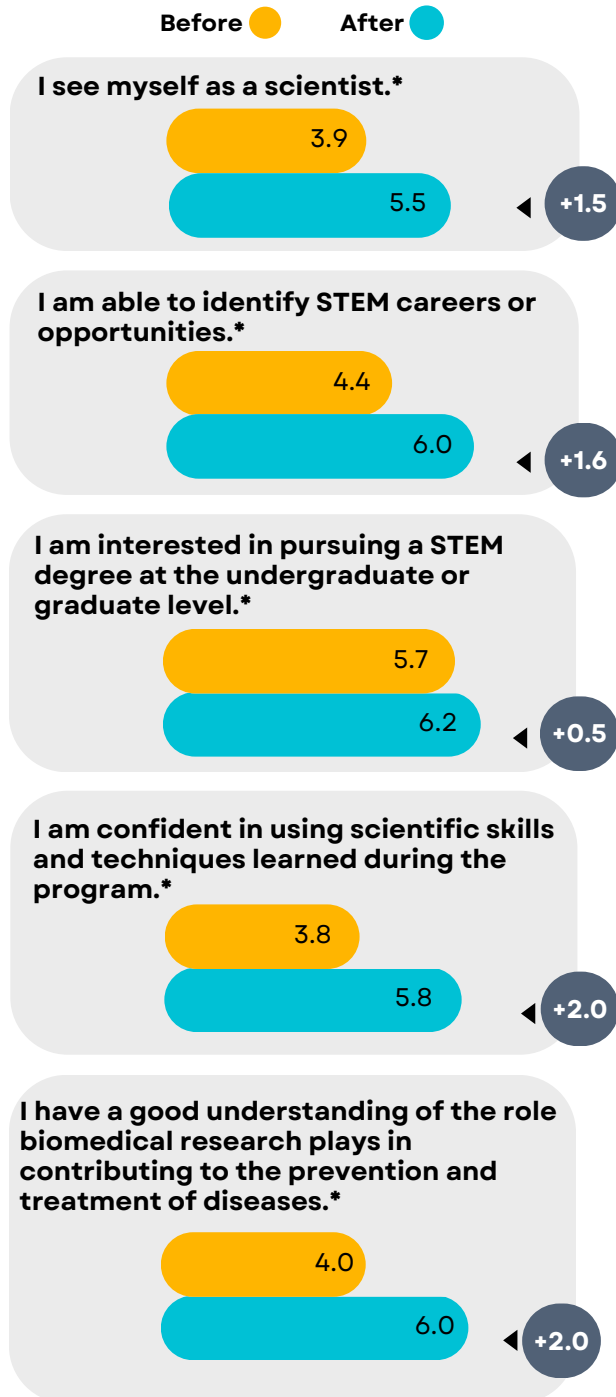 Before After
I see myself as a scientist.*
3.9
5.5
+1.5
I am able to identify STEM careers or
opportunities.*
4.4
6.0
+1.6
I am interested in pursuing a STEM
degree at the undergraduate or
graduate level.*
5.7
6.2
+0.5
I am confident in using scientific skills
and techniques learned during the
program.*
3.8
5.8
+2.0
I have a good understanding of the role
biomedical research plays in
contributing to the prevention and
treatment of diseases.*
4.0
6.0
+2.0